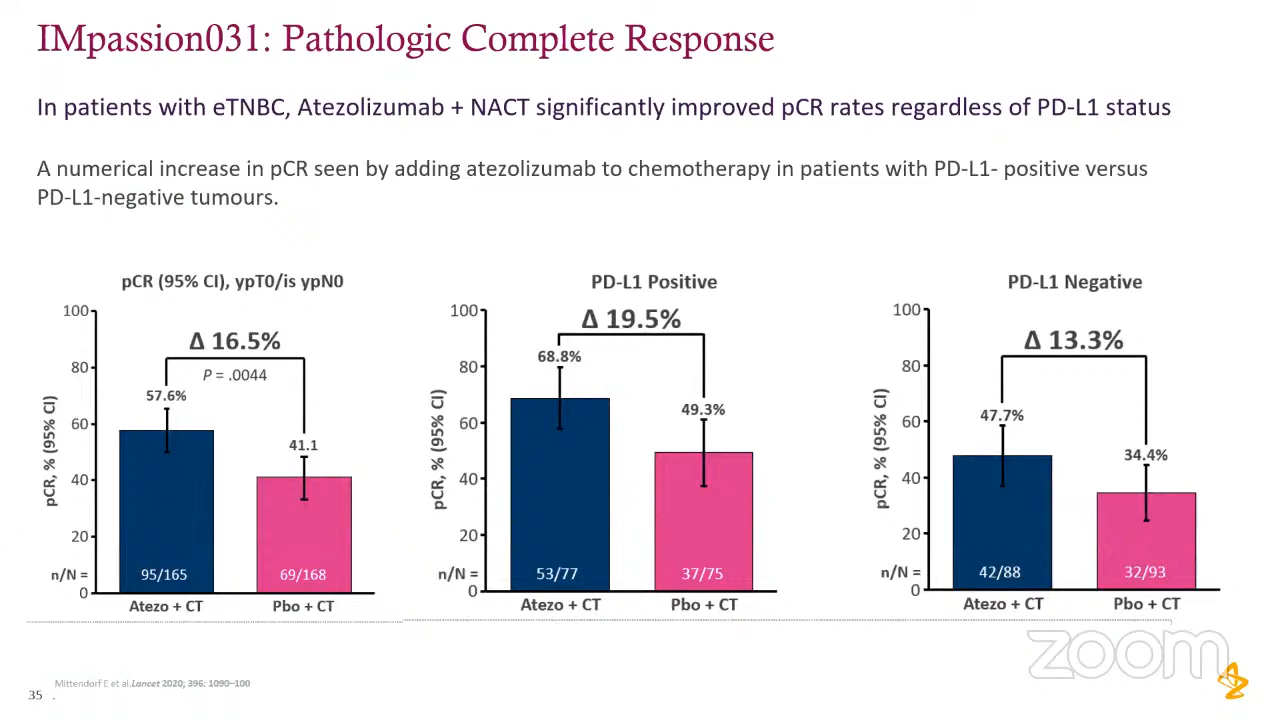 IMpassion031: Pathologic Complete Response
In patients with eTNBC, Atezolizumab + NACT significantly improved pCR rates regardless of PD-L1 status
A numerical increase in pCR seen by adding atezolizumab to chemotherapy in patients with PD-L1- positive versus
PD-L1-negative tumours.
pCR (95% CI), ypT0/is ypN0
pCR, % (95% CI)
100
80
60
40
20
0
Δ 16.5%
P = .0044
57.6%
41.1
n/N =
95/165
69/168
Atezo + CT
Pbo + CT
PD-L1 Positive
pCR, % (95% CI)
100
80
60
40
20
0
Δ 19.5%
68.8%
49.3%
n/N =
53/77
37/75
Atezo + CT
Pbo + CT
PD-L1 Negative
pCR, % (95% CI)
100
80
60
40
20
0
Δ 13.3%
47.7%
34.4%
n/N =
42/88
32/93
Atezo + CT
Pbo + CT
zoom
Mittendorf E et al.Lancet 2020; 396: 1090–100
35 .